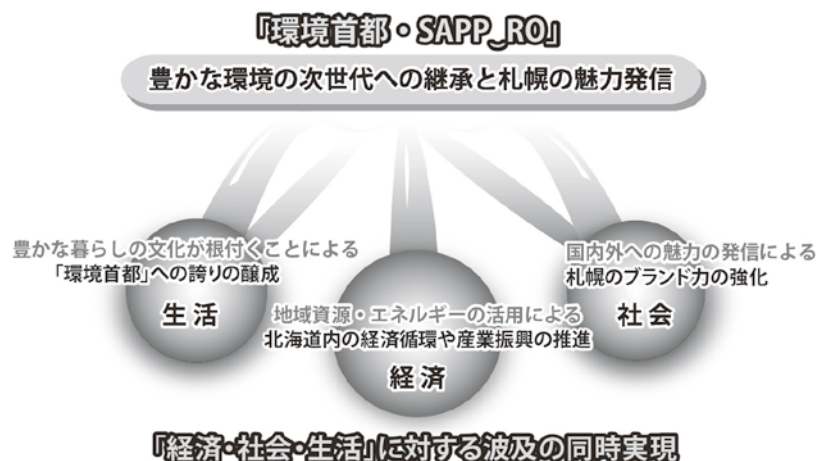 「環境首都・SAPP‿RO」
豊かな環境の次世代への継承と札幌の魅力発信
豊かな暮らしの文化が根付くことによる
「環境首都」への誇りの醸成
生活
国内外への魅力の発信による
札幌のブランド力の強化
社会
地域資源・エネルギーの活用による
北海道内の経済循環や産業振興の推進
経済
「経済・社会・生活」に対する波及の同時実現